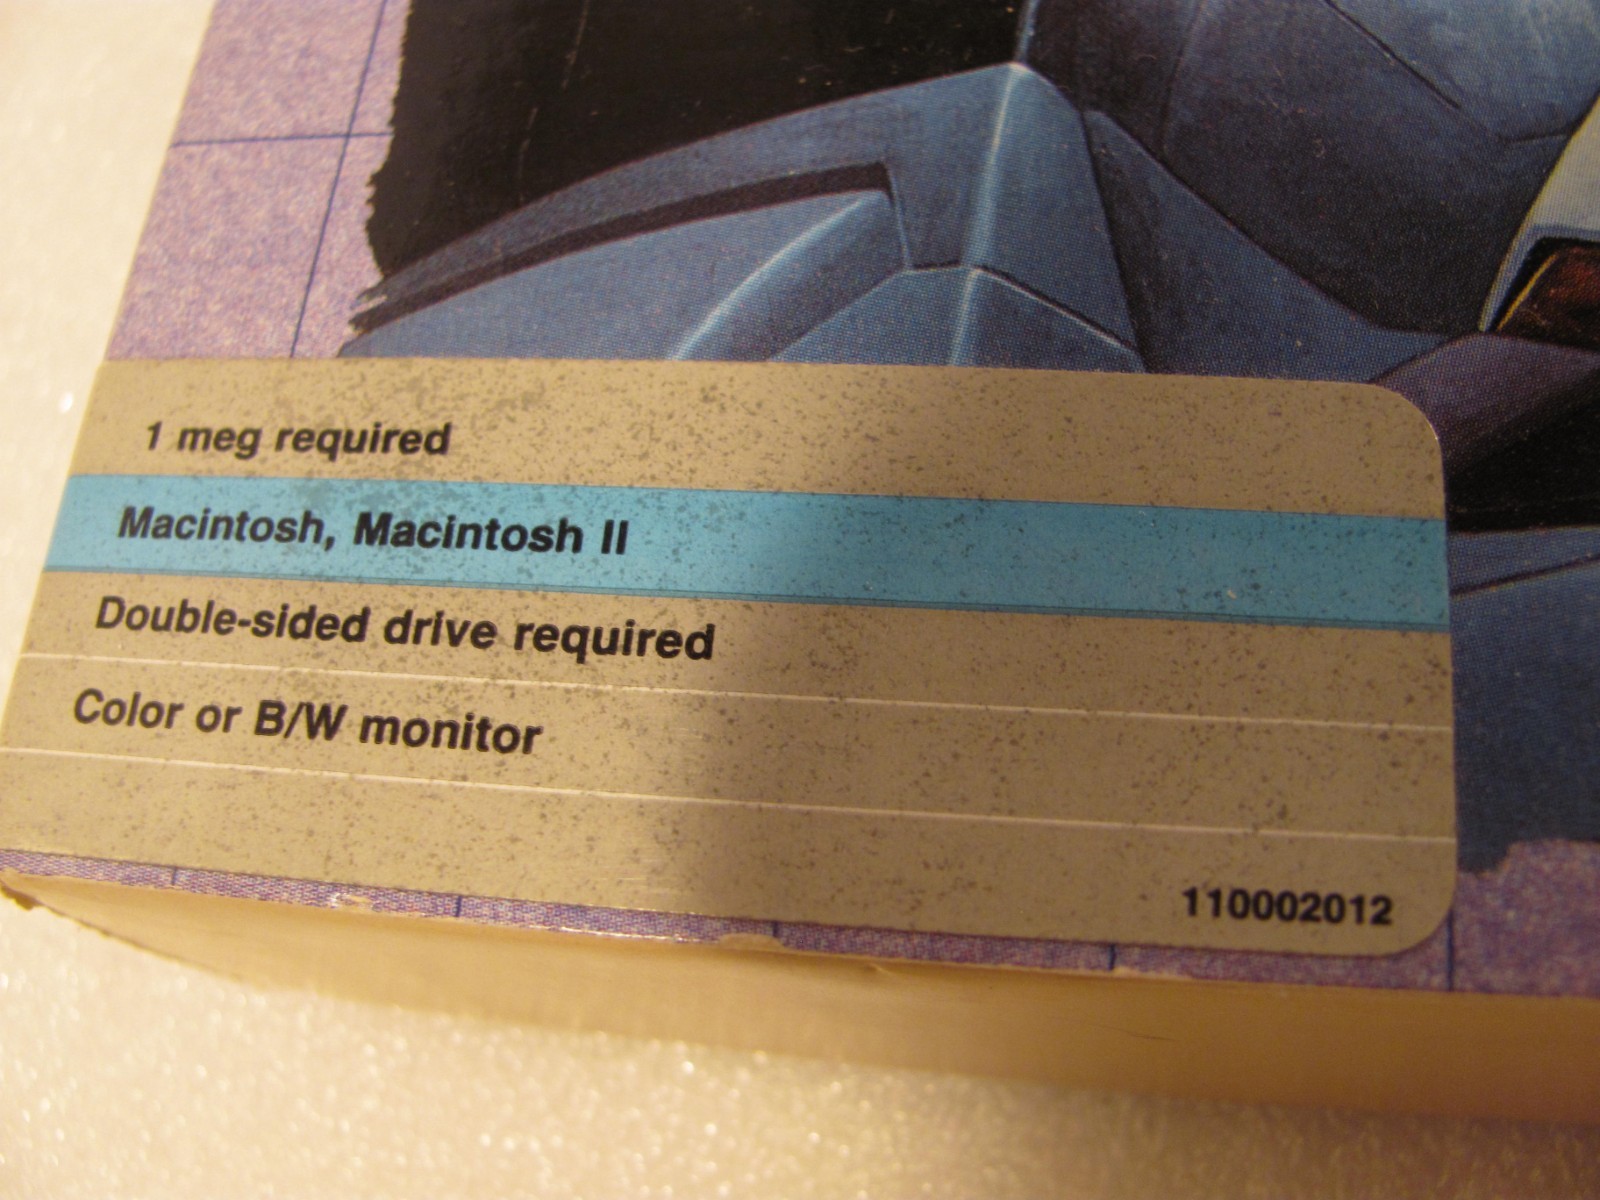 1 meg required
Macintosh, Macintosh II
Double-sided drive required
Color or B/W monitor
110002012